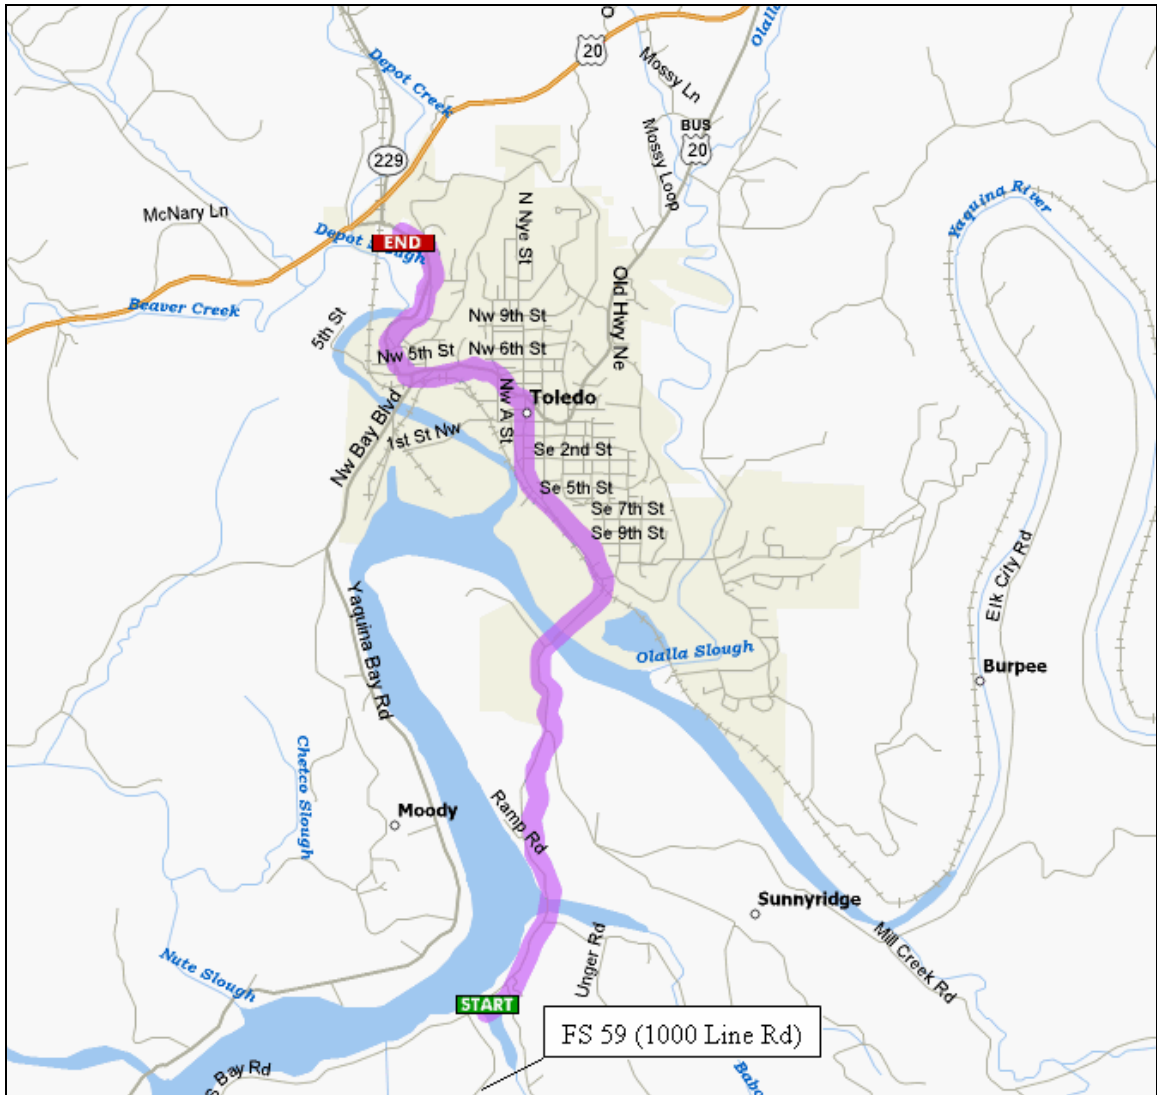 20
Olalla
Mossy Ln
Depot Creek
BUS
20
Mossy Loop
229
N Nye St
Yaquina River
McNary Ln
Depot Slough
END
Old Hwy Ne
Beaver Creek
5th St
Nw 9th St
Nw 5th St
Nw 6th St
Nw A St
Toledo
Nw Bay Blvd
1st St Nw
Se 2nd St
Se 5th St
Se 7th St
Se 9th St
Elk City Rd
Yaquina Bay Rd
Olalla Slough
Burpee
Chetco Slough
Moody
Ramp Rd
Sunnyridge
Mill Creek Rd
Unger Rd
Nute Slough
START
FS 59 (1000 Line Rd)
s Bay Rd